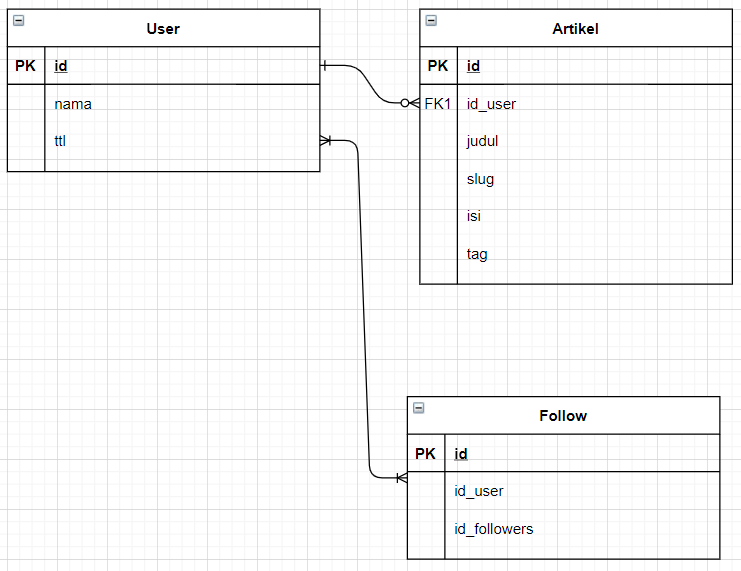 User
PK id
nama
ttl
Artikel
PK id
FK1 id_user
judul
slug
isi
tag
Follow
PK id
id_user
id_followers